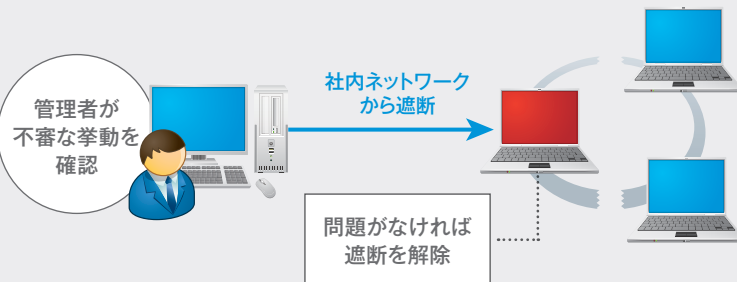 管理者が
不審な挙動を
確認
社内ネットワーク
から遮断
問題がなければ
遮断を解除